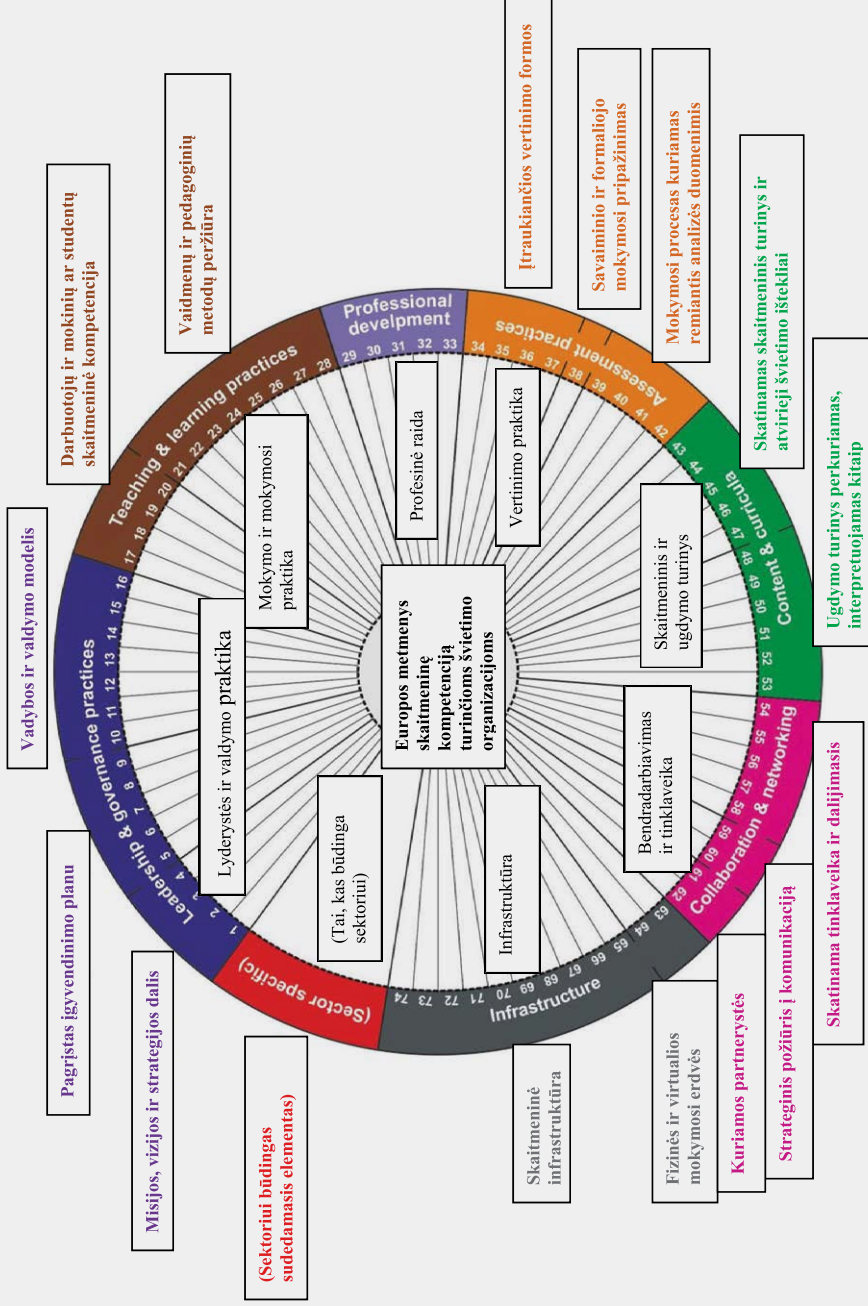 Vadybos ir valdymo modelis
Pagrįstas įgyvendinimo planu
Darbuotojų ir mokinių ar studentų
skaitmeninė kompetencija
Misijos, vizijos ir strategijos dalis
Vaidmenų ir pedagoginių
metodų peržiūra
(Sektoriui būdingas
sudedamasis elementas)
Leadership & governance practices
Teaching & learning practices
Professional
develpment
Assessment practices
Content & curricula
Collaboration & networking
Infrastructure
(Sector specific)
1
2
3
4
5
6
7
8
9
10
11
12
13
14
15
16
17
18
19
20
21
22
23
24
25
26
27
28
29
30
31
32
33
34
35
36
37
38
39
40
41
42
43
44
45
46
47
48
49
50
51
52
53
54
55
56
57
58
59
60
61
62
63
64
65
66
67
68
69
70
71
72
73
74
Lyderystės ir valdymo praktika
Mokymo ir mokymosi
praktika
(Tai, kas būdinga
sektoriui)
Profesinė raida
Europos metmenys
skaitmeninę
kompetenciją
turinčioms švietimo
organizacijoms
Infrastruktūra
Vertinimo praktika
Bendradarbiavimas
ir tinklaveika
Skaitmeninis ir
ugdymo turinys
Skaitmeninė
infrastruktūra
Įtraukiančios vertinimo formos
Savaiminio ir formaliojo
mokymosi pripažinimas
Fizinės ir virtualios
mokymosi erdvės
Mokymosi procesas kuriamas
remiantis analizės duomenimis
Kuriamos partnerystės
Skatinamas skaitmeninis turinys ir
atvirieji švietimo ištekliai
Strateginis požiūris į komunikaciją
Skatinama tinklaveika ir dalijimasis
Ugdymo turinys perkuriamas,
interpretuojamas kitaip